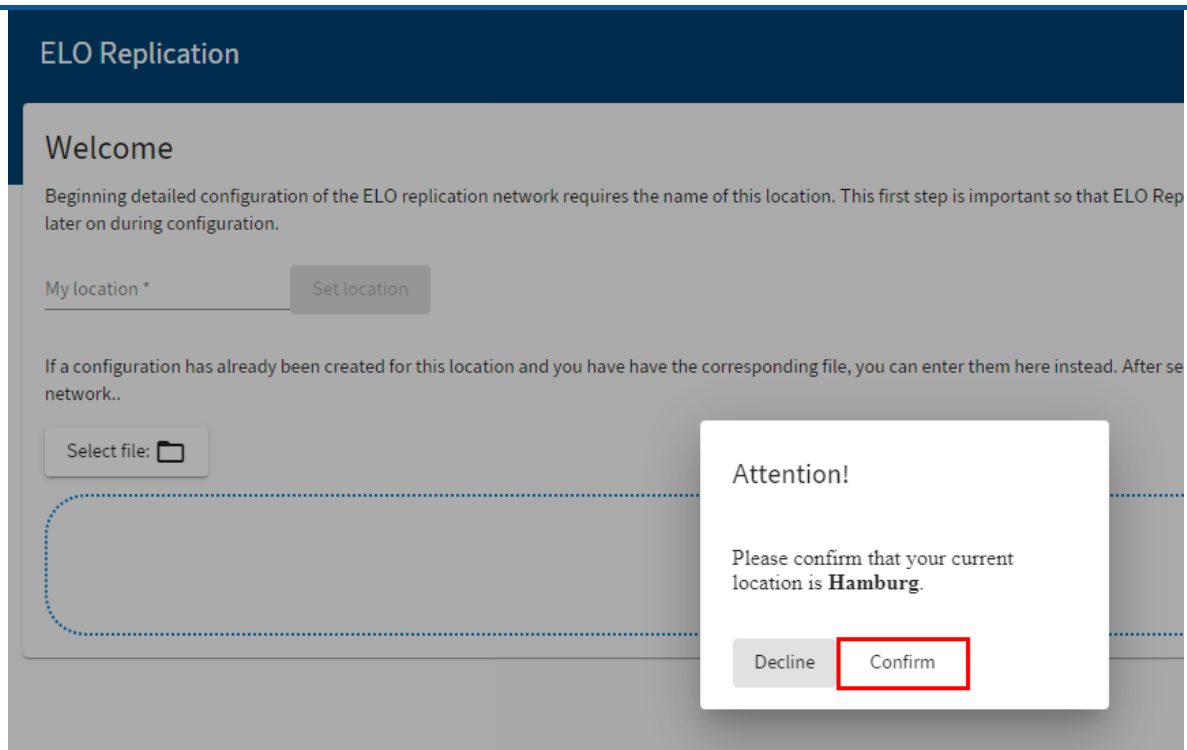 ELO Replication
Welcome
Beginning detailed configuration of the ELO replication network requires the name of this location. This first step is important so that ELO Rep
later on during configuration.
My location *
Set location
If a configuration has already been created for this location and you have have the corresponding file, you can enter them here instead. After se
network..
Select file:
Attention!
Please confirm that your current
location is Hamburg.
Decline
Confirm